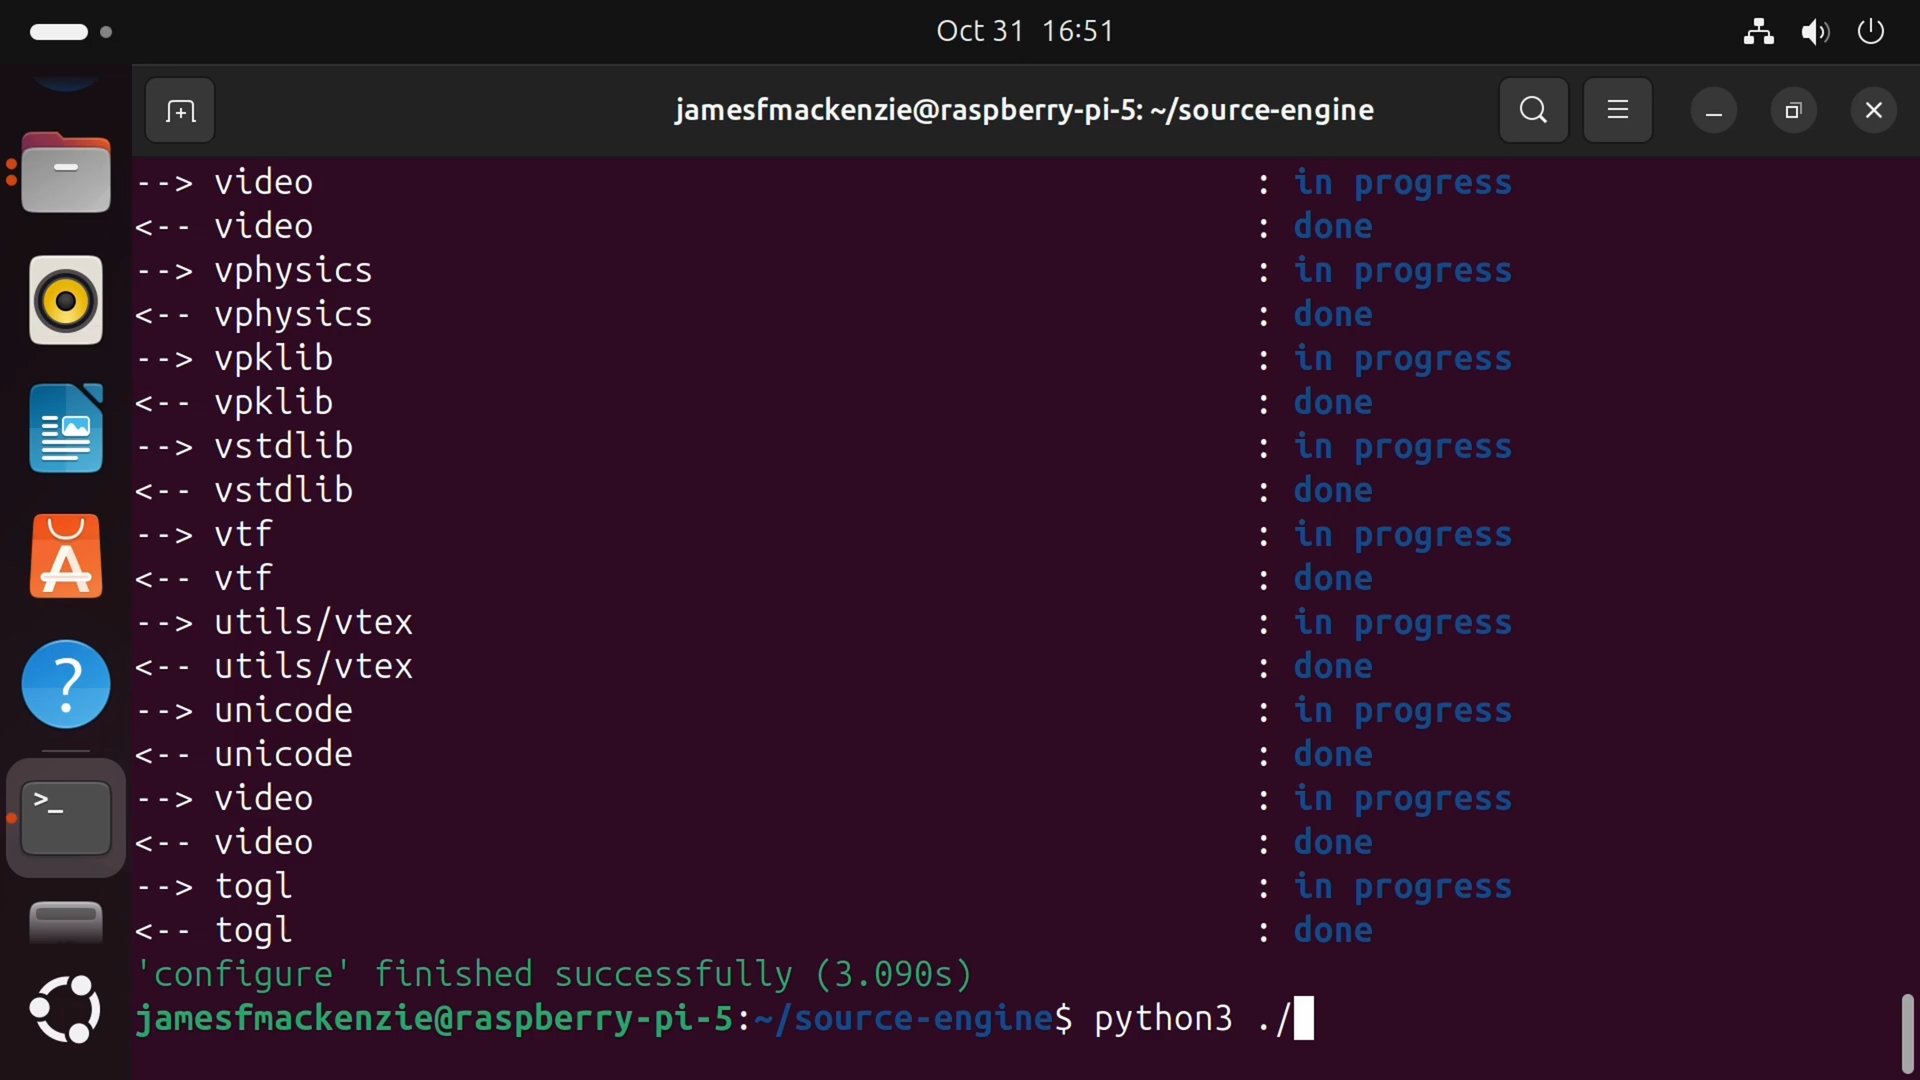 Oct 31 16:51
jamesfmackenzie@raspberry-pi-5: ~/source-engine
--> video : in progress
<-- video : done
--> vphysics : in progress
<-- vphysics : done
--> vpklib : in progress
<-- vpklib : done
--> vstdlib : in progress
<-- vstdlib : done
--> vtf : in progress
<-- vtf : done
--> utils/vtex : in progress
<-- utils/vtex : done
--> unicode : in progress
<-- unicode : done
--> video : in progress
<-- video : done
--> togl : in progress
<-- togl : done
'configure' finished successfully (3.090s)
jamesfmackenzie@raspberry-pi-5:~/source-engine$ python3 ./